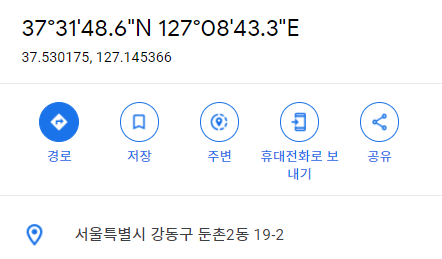 37°31'48.6"N 127°08'43.3"E
37.530175, 127.145366
경로
저장
주변
휴대전화로 보
내기
공유
서울특별시 강동구 둔촌2동 19-2